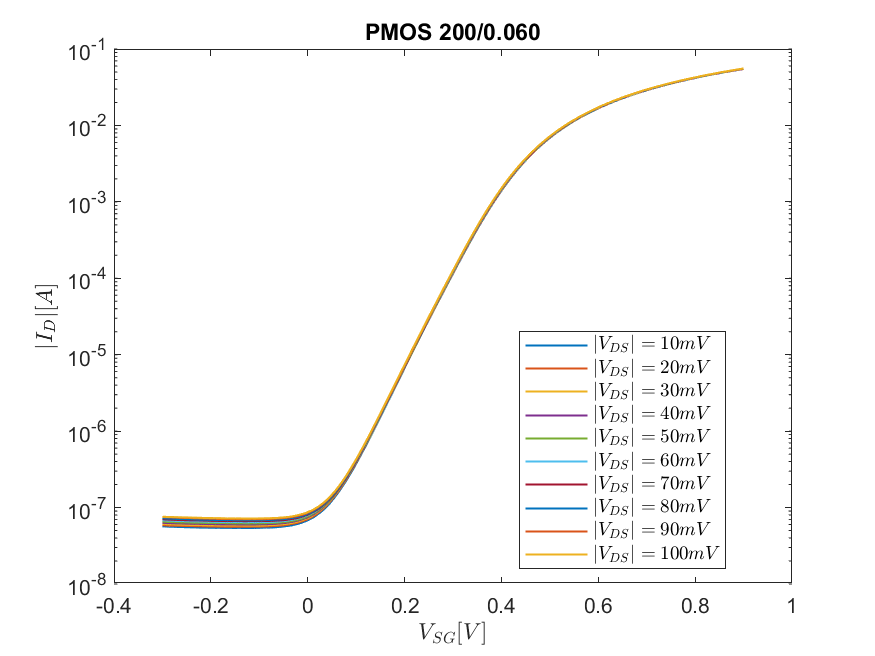 PMOS 200/0.060
10^-1
10^-2
10^-3
10^-4
10^-5
10^-6
10^-7
10^-8
|I_D|[A]
|V_DS| = 10mV
|V_DS| = 20mV
|V_DS| = 30mV
|V_DS| = 40mV
|V_DS| = 50mV
|V_DS| = 60mV
|V_DS| = 70mV
|V_DS| = 80mV
|V_DS| = 90mV
|V_DS| = 100mV
-0.4 -0.2 0 0.2 0.4 0.6 0.8 1
V_SG[V]